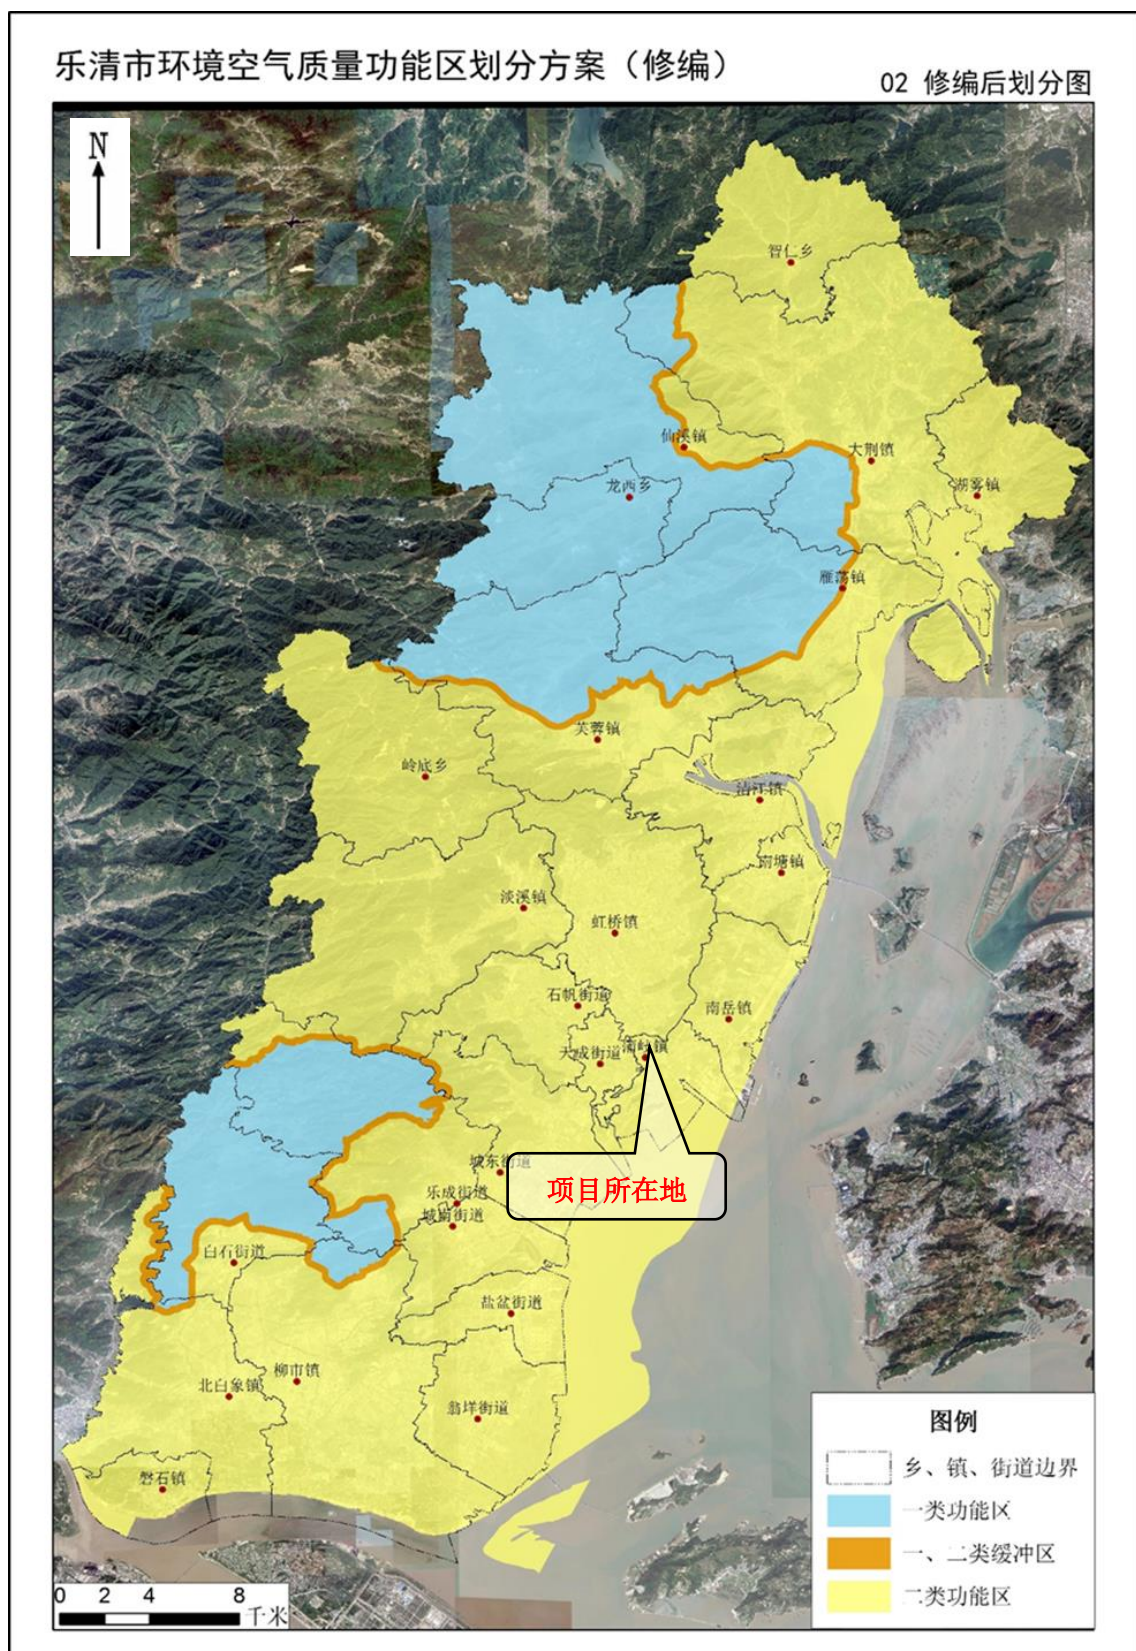 乐清市环境空气质量功能区划分方案（修编）
02 修编后划分图
N
智仁乡
仙溪镇
大荆镇
龙西乡
湖雾镇
雁荡镇
芙蓉镇
岭底乡
清江镇
南塘镇
淡溪镇
虹桥镇
石帆街道
南岳镇
天成街道
蒲岐镇
城东街道
项目所在地
乐成街道
城南街道
白石街道
盐盆街道
柳市镇
北白象镇
翁垟街道
磐石镇
图例
乡、镇、街道边界
一类功能区
一、二类缓冲区
二类功能区
0 2 4 8
千米